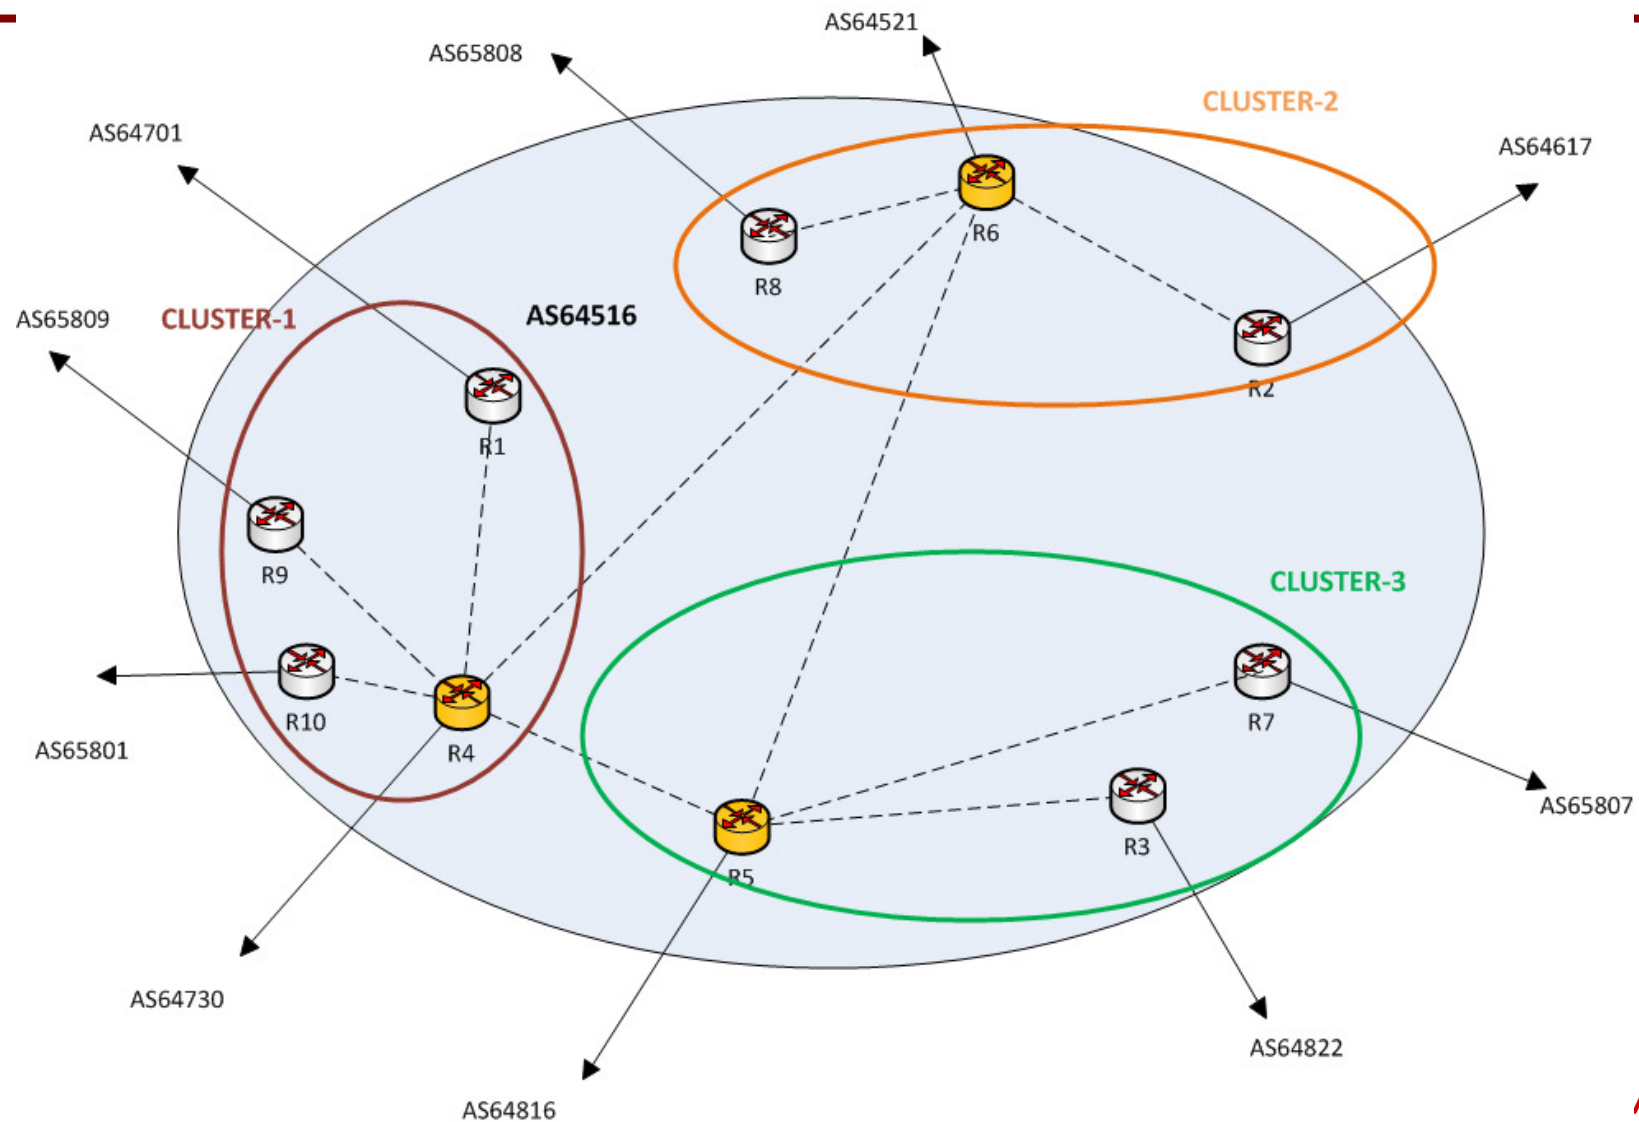 AS64521
AS65808
CLUSTER-2
AS64701
AS64617
R6
R8
AS65809
CLUSTER-1
AS64516
R2
R1
R9
CLUSTER-3
R10
R7
AS65801
R4
AS65807
R3
R5
AS64730
AS64822
AS64816